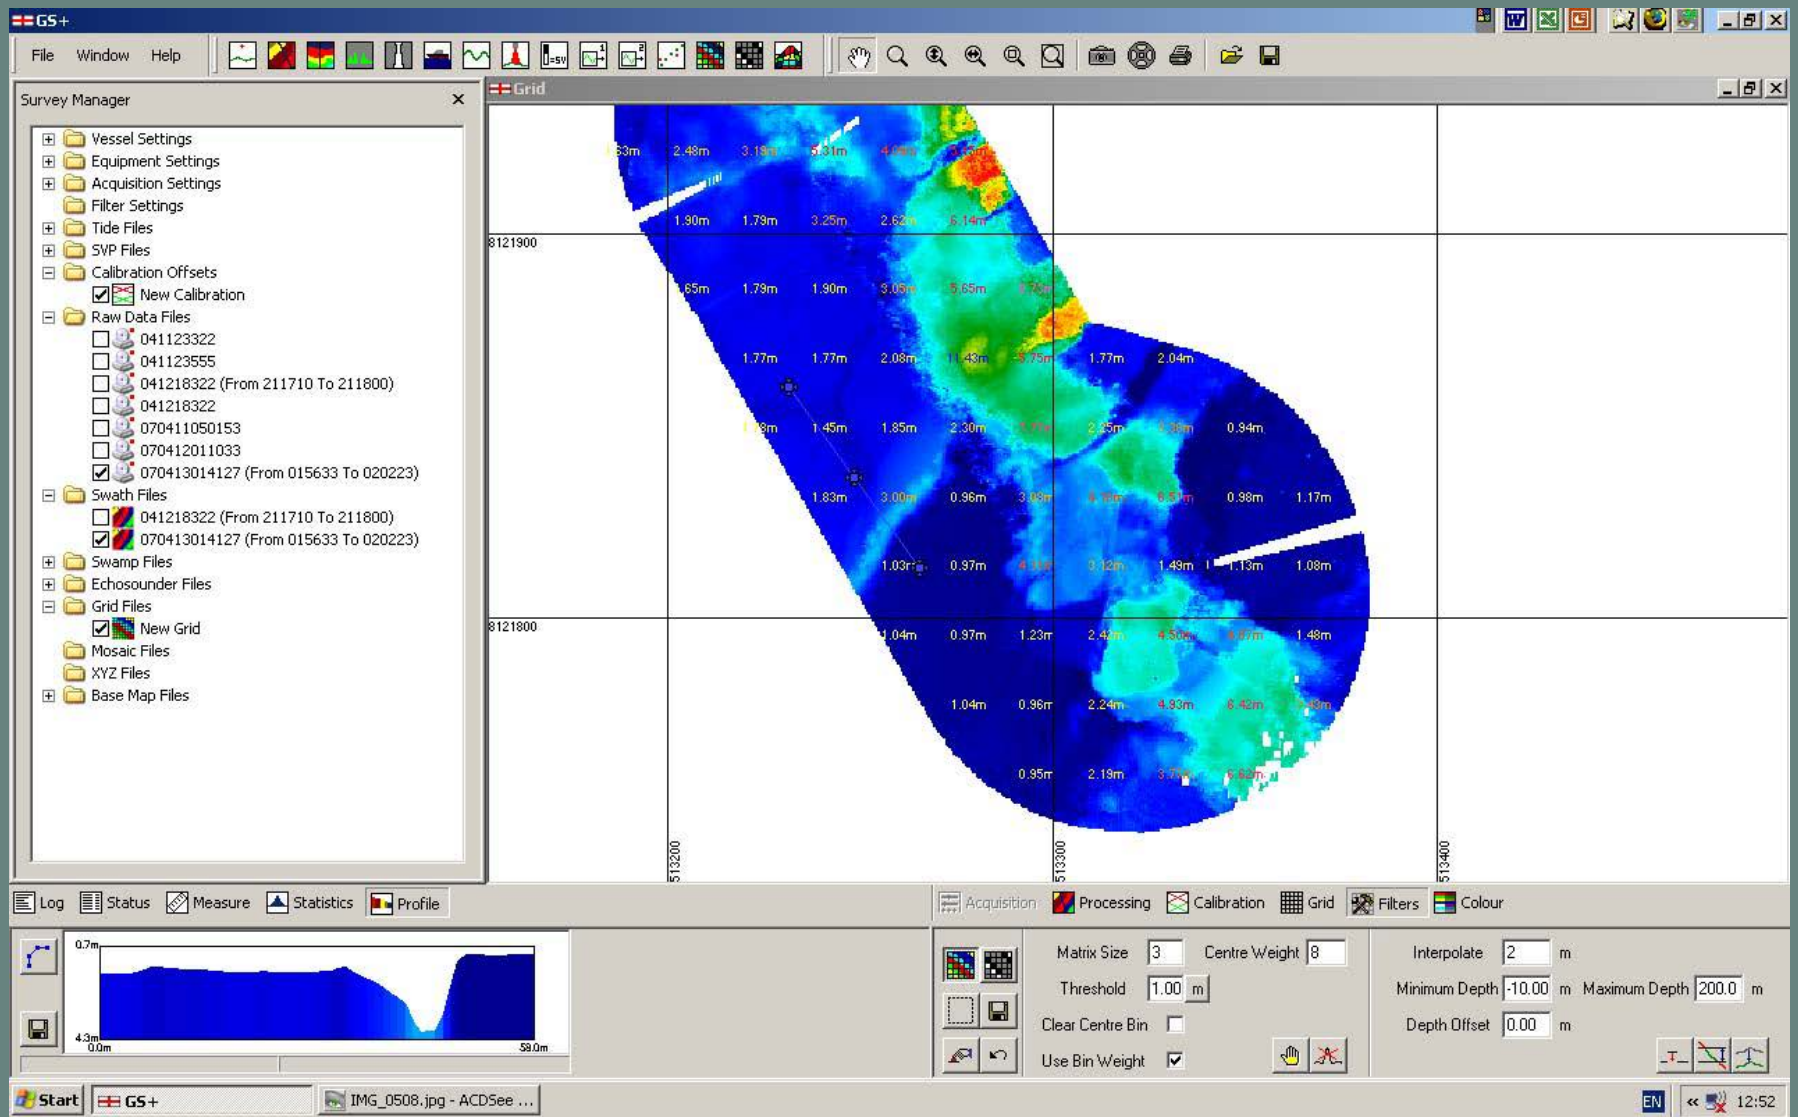 GS+
File Window Help
Survey Manager
Grid
Vessel Settings
Equipment Settings
Acquisition Settings
Filter Settings
Tide Files
SVP Files
Calibration Offsets
New Calibration
Raw Data Files
041123322
041123555
041218322 (From 211710 To 211800)
041218322
070411050153
070412011033
070413014127 (From 015633 To 020223)
Swath Files
041218322 (From 211710 To 211800)
070413014127 (From 015633 To 020223)
Swamp Files
Echosounder Files
Grid Files
New Grid
Mosaic Files
XYZ Files
Base Map Files
2.48m 3.19m 5.31m
1.90m 1.79m 3.25m 2.62m 6.14m
8121900
1.79m 1.90m 3.05m 5.65m
1.77m 1.77m 2.08m 11.43m 1.77m 2.04m
1.45m 1.85m 2.30m 2.25m 0.94m
1.83m 3.00m 0.96m 3.08m 0.98m 1.17m
0.97m 3.12m 1.49m 1.13m 1.08m
8121800
1.04m 0.97m 1.23m 2.42m 4.50m 1.48m
1.04m 0.96m 2.24m 4.93m 6.42m
0.95m 2.19m 6.62m
513200 513300 513400
Log Status Measure Statistics Profile
Acquisition Processing Calibration Grid Filters Colour
0.7m
4.3m
0.0m 59.0m
Matrix Size 3 Centre Weight 8
Threshold 1.00 m
Clear Centre Bin
Use Bin Weight
Interpolate 2 m
Minimum Depth -10.00 m Maximum Depth 200.0 m
Depth Offset 0.00 m
Start GS+ IMG_0508.jpg - ACDSee ... EN « 12:52